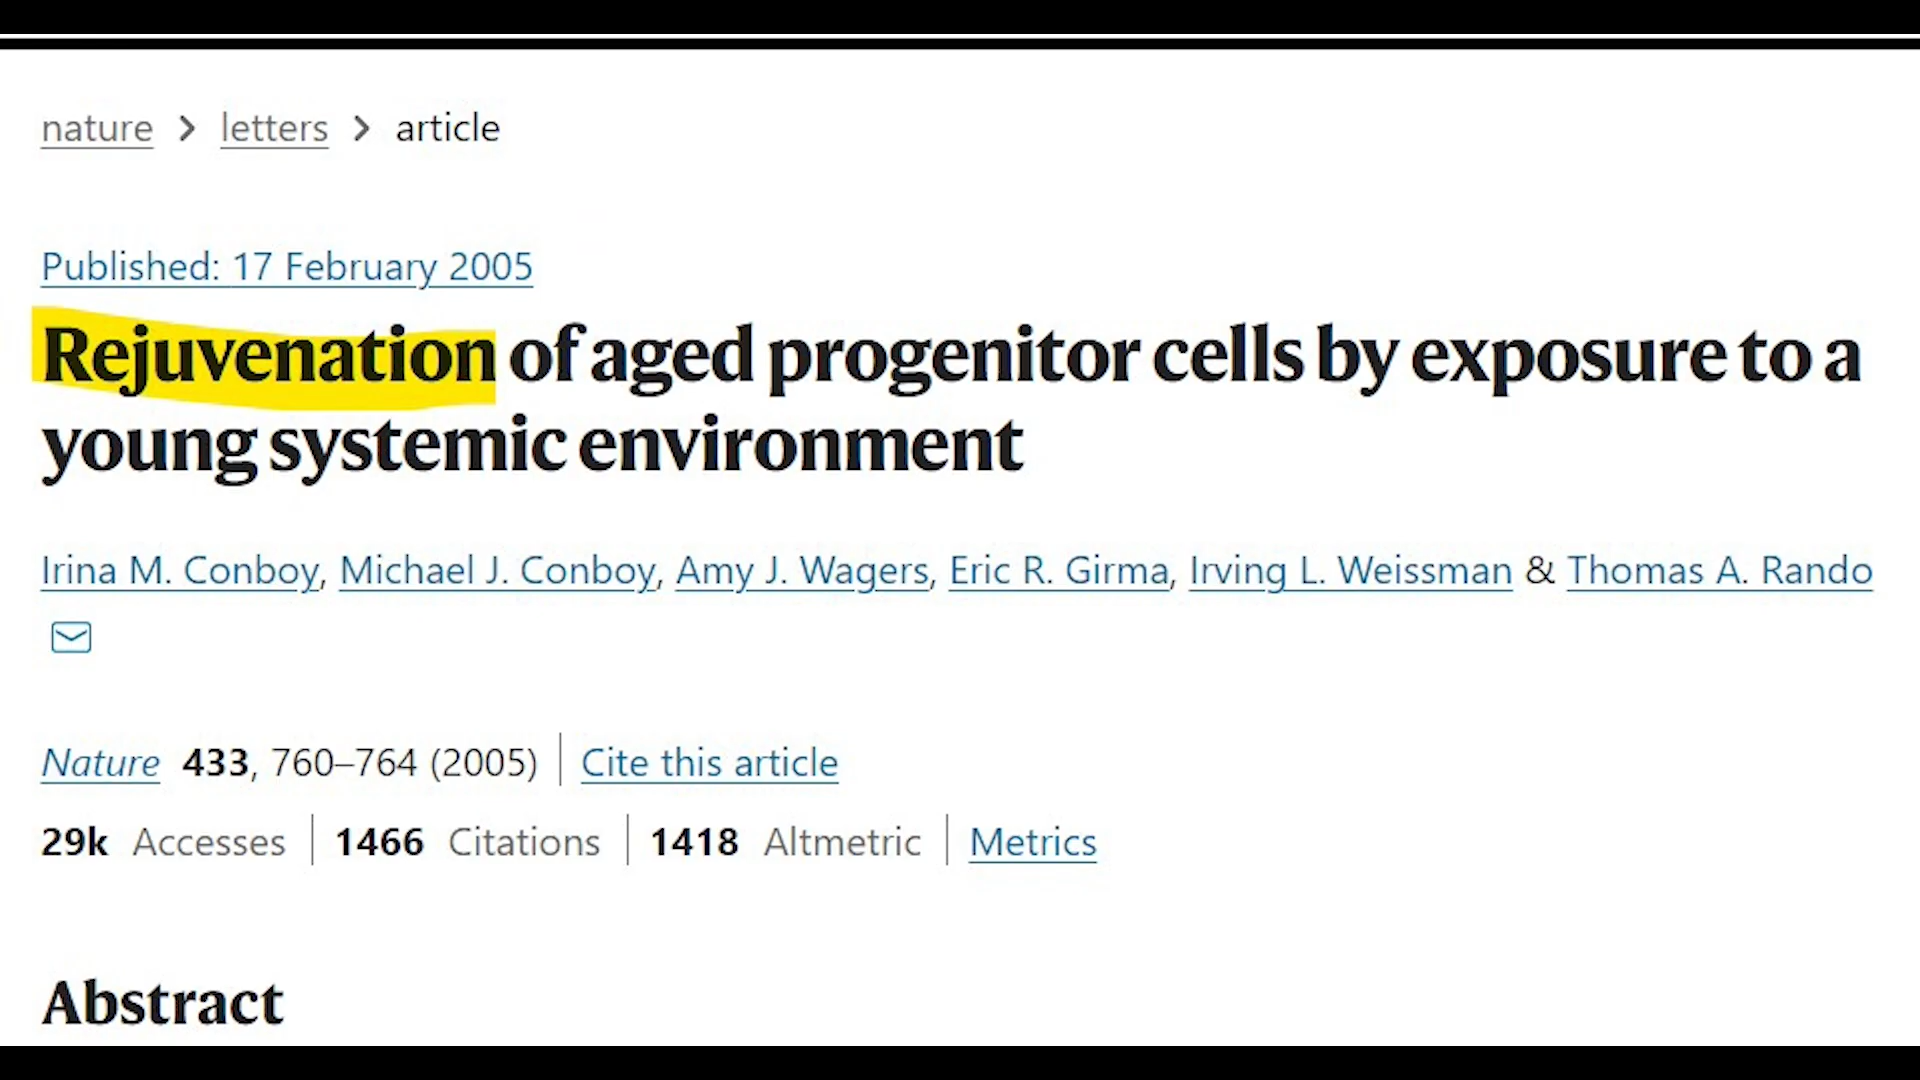 nature > letters > article
Published: 17 February 2005
Rejuvenation of aged progenitor cells by exposure to a
young systemic environment
Irina M. Conboy, Michael J. Conboy, Amy J. Wagers, Eric R. Girma, Irving L. Weissman & Thomas A. Rando
Nature 433, 760–764 (2005) | Cite this article
29k Accesses | 1466 Citations | 1418 Altmetric | Metrics
Abstract